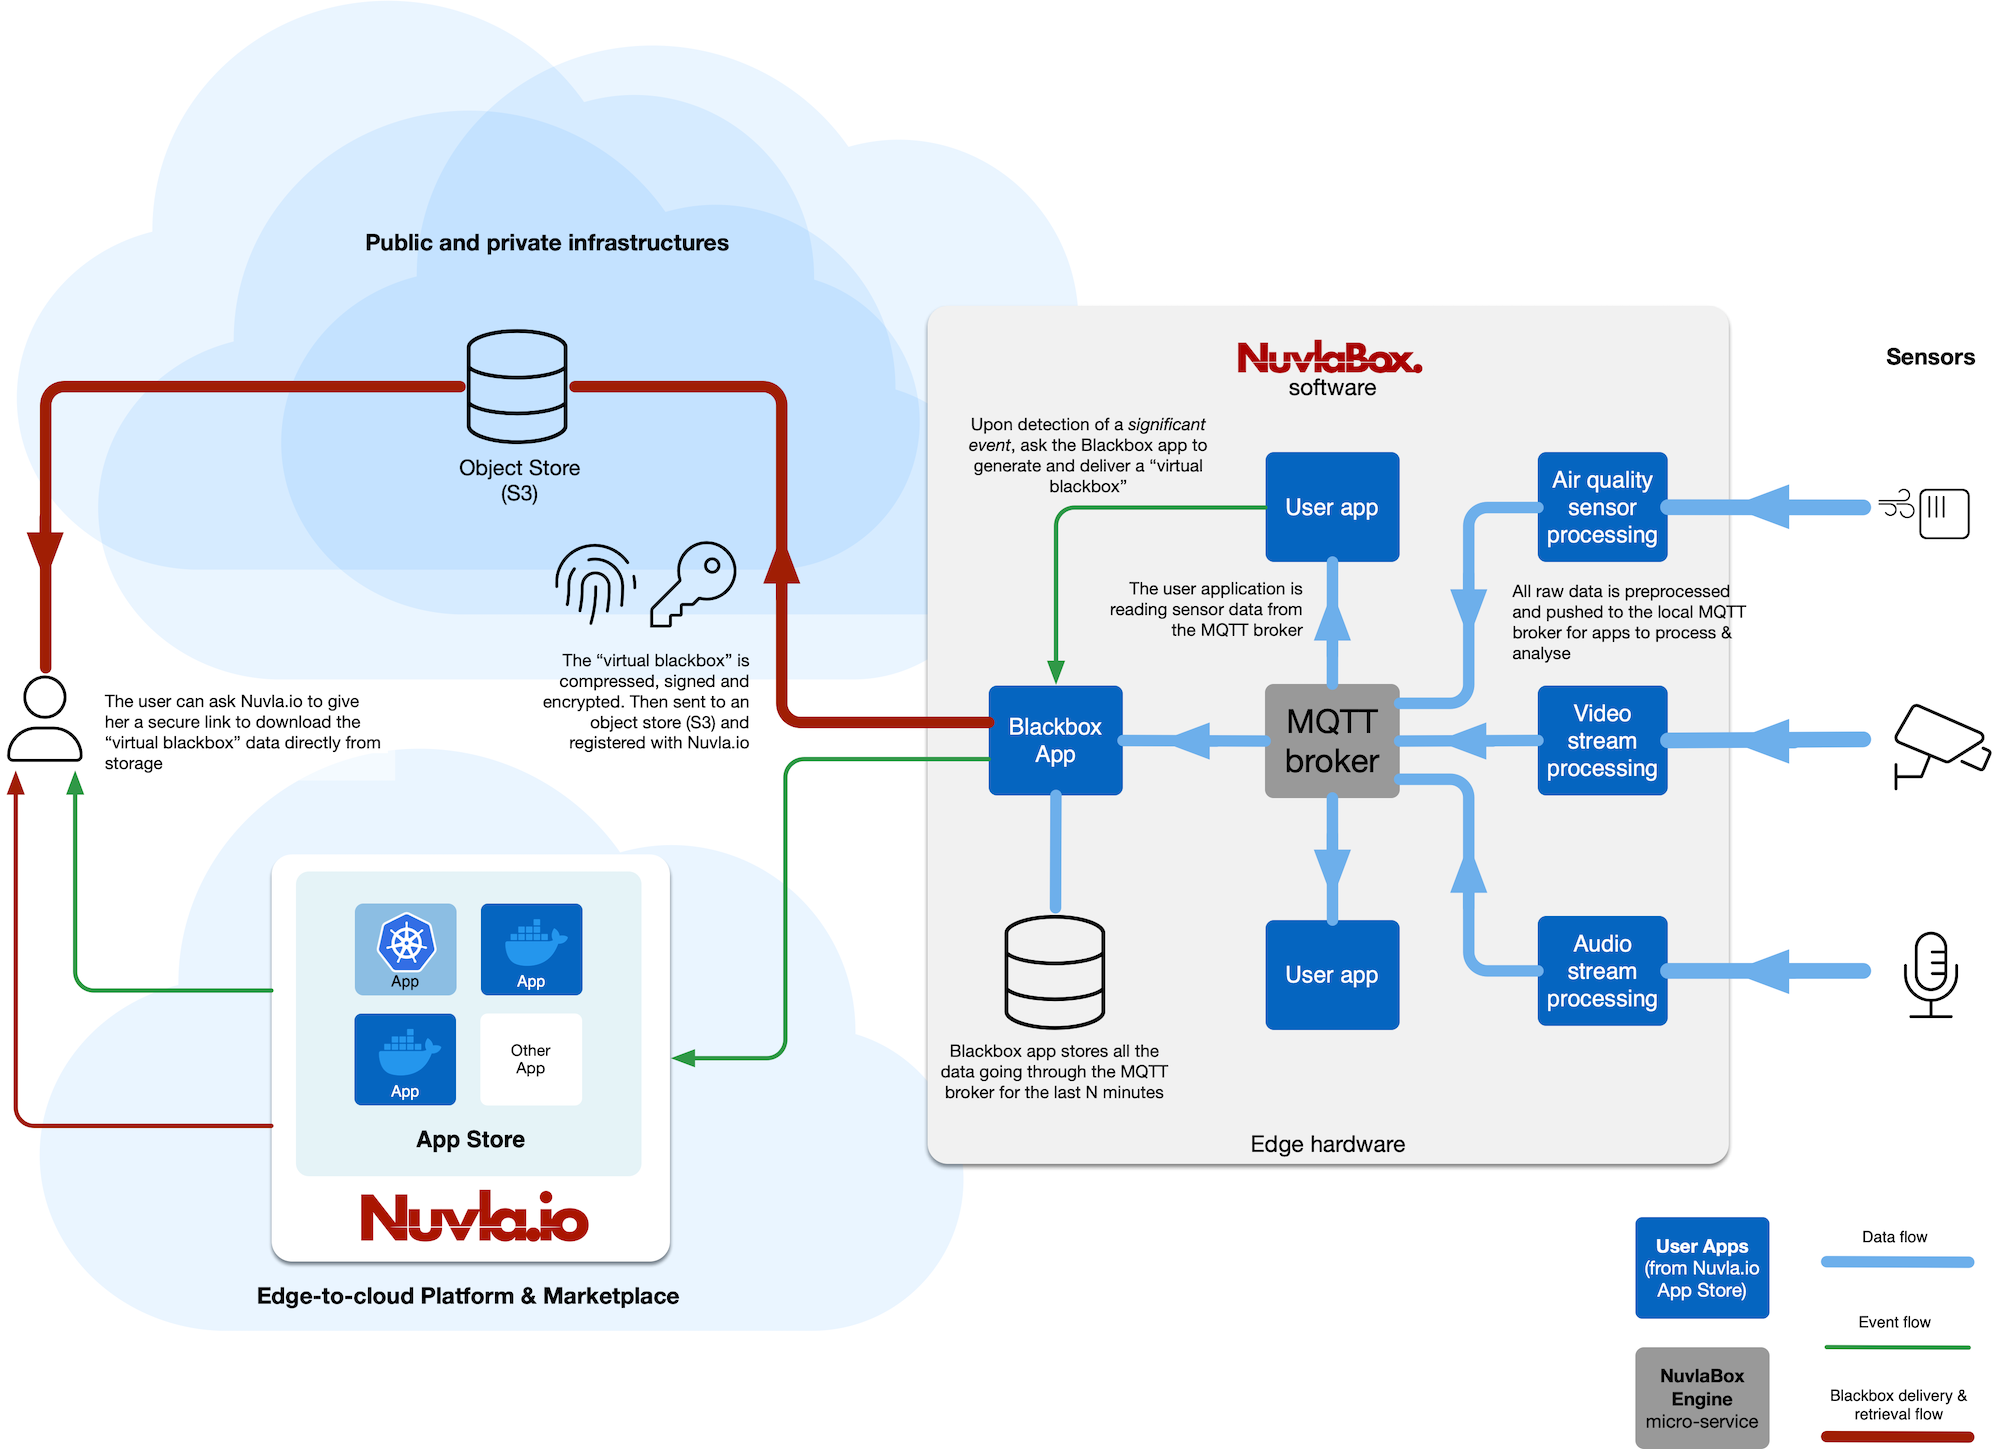 Public and private infrastructures
Object Store
(S3)
The “virtual blackbox” is
compressed, signed and
encrypted. Then sent to an
object store (S3) and
registered with Nuvla.io
The user can ask Nuvla.io to give
her a secure link to download the
“virtual blackbox” data directly from
storage
App
App
App
Other
App
App Store
Nuvla.io
Edge-to-cloud Platform & Marketplace
NuvlaBox.
software
Upon detection of a significant
event, ask the Blackbox app to
generate and deliver a “virtual
blackbox”
User app
The user application is
reading sensor data from
the MQTT broker
Blackbox
App
MQTT
broker
User app
Blackbox app stores all the
data going through the MQTT
broker for the last N minutes
Edge hardware
Air quality
sensor
processing
All raw data is preprocessed
and pushed to the local MQTT
broker for apps to process &
analyse
Video
stream
processing
Audio
stream
processing
Sensors
User Apps
(from Nuvla.io
App Store)
NuvlaBox
Engine
micro-service
Data flow
Event flow
Blackbox delivery &
retrieval flow